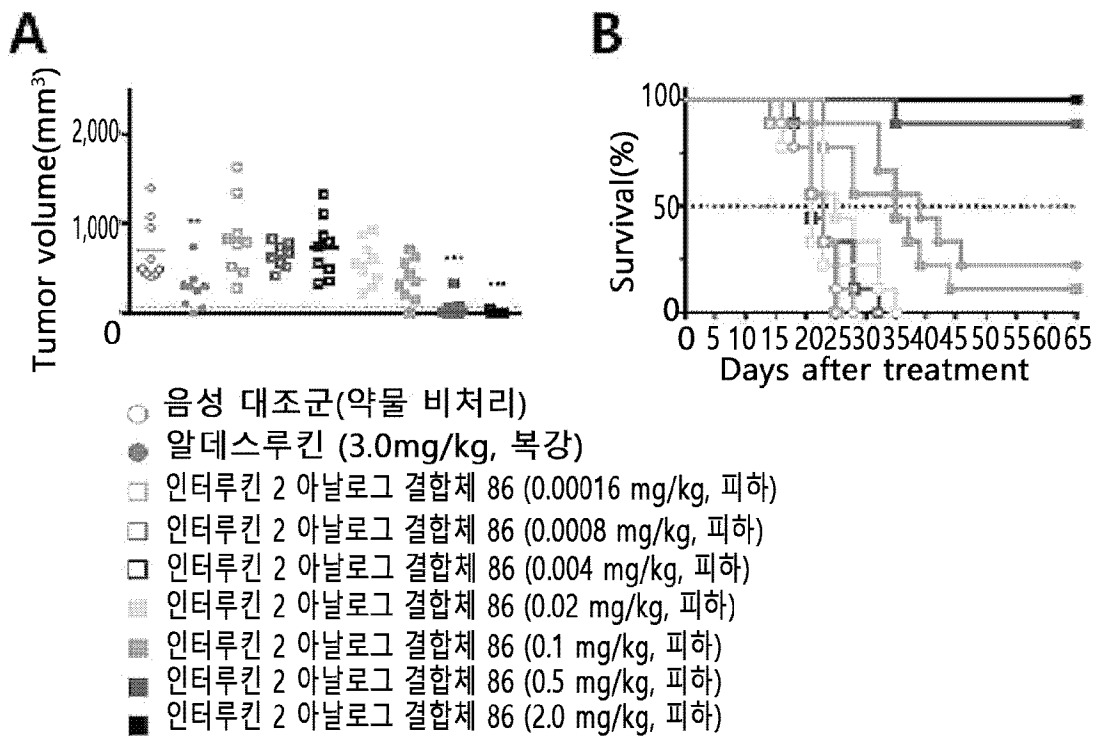 A
B
Tumor volume(mm³)
2,000
1,000
0
Survival(%)
100
50
0
0 5 10 15 20 25 30 35 40 45 50 55 60 65
Days after treatment
음성 대조군(약물 비처리)
알데스루킨 (3.0mg/kg, 복강)
인터루킨 2 아날로그 결합체 86 (0.00016 mg/kg, 피하)
인터루킨 2 아날로그 결합체 86 (0.0008 mg/kg, 피하)
인터루킨 2 아날로그 결합체 86 (0.004 mg/kg, 피하)
인터루킨 2 아날로그 결합체 86 (0.02 mg/kg, 피하)
인터루킨 2 아날로그 결합체 86 (0.1 mg/kg, 피하)
인터루킨 2 아날로그 결합체 86 (0.5 mg/kg, 피하)
인터루킨 2 아날로그 결합체 86 (2.0 mg/kg, 피하)